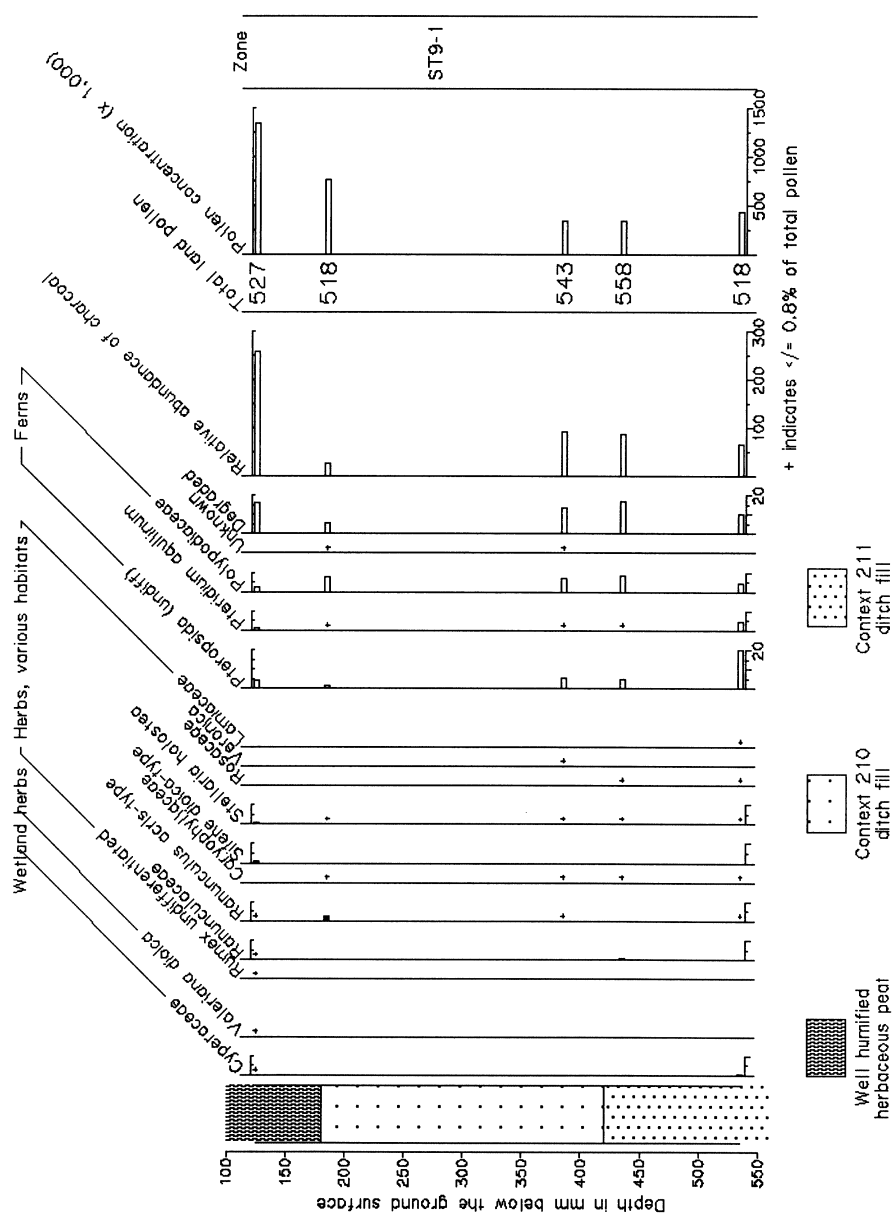 Wetland herbs
Herbs, various habitats
Ferns
Cyperaceae
Valeriana dioica
Rumex undifferentiated
Ranunculaceae
Ranunculus acris-type
Caryophyllaceae
Silene dioica-type
Stellaria holostea
Rosaceae
Veronica
Lamiaceae
Pteropsida (undiff)
Pteridium aquilinum
Polypodiaceae
Unknown
Degraded
Relative abundance of charcoal
Total land pollen
Pollen concentration (x 1,000)
Zone
Depth in mm below the ground surface
100
150
200
250
300
350
400
450
500
550
527
518
543
558
518
ST9-1
20
20
100
200
300
500
1000
1500
+ indicates </= 0.8% of total pollen
Well humified
herbaceous peat
Context 210
ditch fill
Context 211
ditch fill